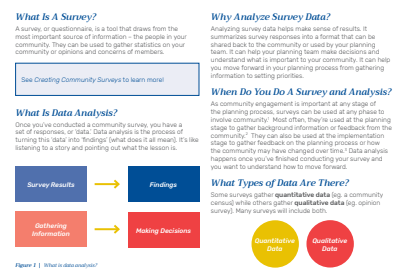 What Is A Survey?
A survey, or questionnaire, is a tool that draws from the
most important source of information – the people in your
community. They can be used to gather statistics on your
community or opinions and concerns of members.
See Creating Community Surveys to learn more!
What Is Data Analysis?
Once you've conducted a community survey, you have a
set of responses, or 'data.' Data analysis is the process of
turning this 'data' into 'findings' (what does it all mean). It's like
listening to a story and pointing out what the lesson is.
Survey Results
Findings
Gathering
Information
Making Decisions
Figure 1 | What is data analysis?
Why Analyze Survey Data?
Analyzing survey data helps make sense of results. It
summarizes survey responses into a format that can be
shared back to the community or used by your planning
team. It can help your planning team make decisions and
understand what is important to your community. It can help
you move forward in your planning process from gathering
information to setting priorities.
When Do You Do A Survey and Analysis?
As community engagement is important at any stage of
the planning process, surveys can be used at any phase to
involve community.¹ Most often, they're used at the planning
stage to gather background information or feedback from the
community.² They can also be used at the implementation
stage to gather feedback on the planning process or how
the community may have changed over time.³ Data analysis
happens once you've finished conducting your survey and
you want to understand how to move forward.
What Types of Data Are There?
Some surveys gather quantitative data (eg. a community
census) while others gather qualitative data (eg. opinion
survey). Many surveys will include both.
Quantitative
Data
Qualitative
Data